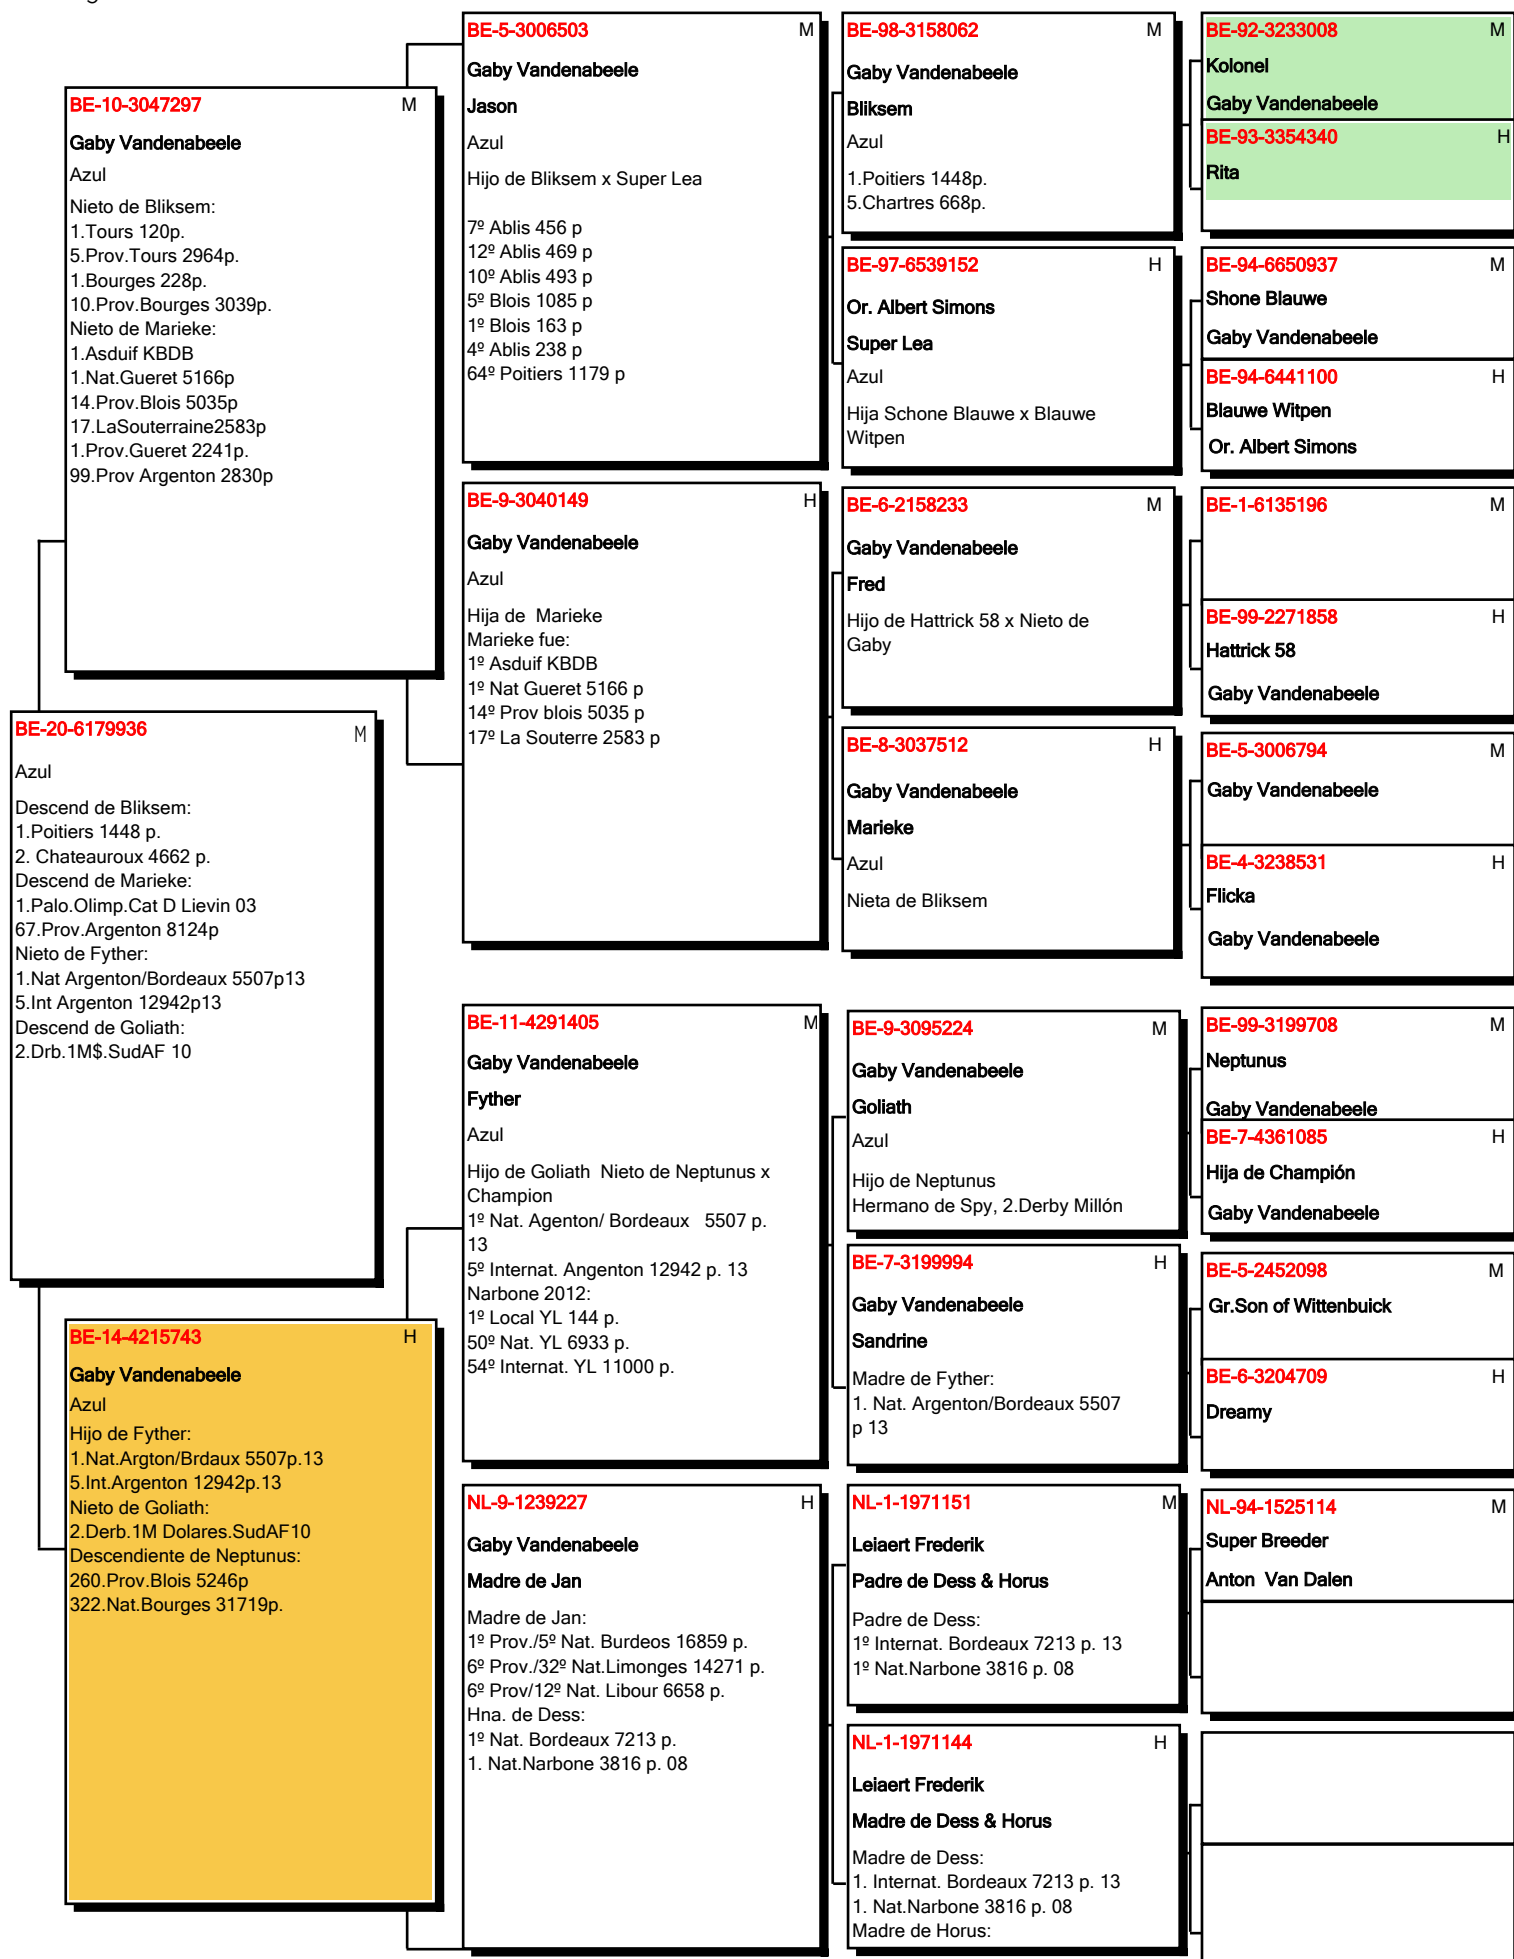 BE-20-6179936 M
Azul
Descend de Bliksem:
1.Poitiers 1448 p.
2. Chateauroux 4662 p.
Descend de Marieke:
1.Palo.Olimp.Cat D Lievin 03
67.Prov.Argenton 8124p
Nieto de Fyther:
1.Nat Argenton/Bordeaux 5507p13
5.Int Argenton 12942p13
Descend de Goliath:
2.Drb.1M$.SudAF 10
BE-10-3047297 M
Gaby Vandenabeele
Azul
Nieto de Bliksem:
1.Tours 120p.
5.Prov.Tours 2964p.
1.Bourges 228p.
10.Prov.Bourges 3039p.
Nieto de Marieke:
1.Asduif KBDB
1.Nat.Gueret 5166p
14.Prov.Blois 5035p
17.LaSouterraine2583p
1.Prov.Gueret 2241p.
99.Prov Argenton 2830p
BE-14-4215743 H
Gaby Vandenabeele
Azul
Hijo de Fyther:
1.Nat.Argton/Brdaux 5507p.13
5.Int.Argenton 12942p.13
Nieto de Goliath:
2.Derb.1M Dolares.SudAF10
Descendiente de Neptunus:
260.Prov.Blois 5246p
322.Nat.Bourges 31719p.
BE-5-3006503 M
Gaby Vandenabeele
Jason
Azul
Hijo de Bliksem x Super Lea
7º Ablis 456 p
12º Ablis 469 p
10º Ablis 493 p
5º Blois 1085 p
1º Blois 163 p
4º Ablis 238 p
64º Poitiers 1179 p
BE-9-3040149 H
Gaby Vandenabeele
Azul
Hija de Marieke
Marieke fue:
1º Asduif KBDB
1º Nat Gueret 5166 p
14º Prov blois 5035 p
17º La Souterre 2583 p
BE-11-4291405 M
Gaby Vandenabeele
Fyther
Azul
Hijo de Goliath Nieto de Neptunus x
Champion
1º Nat. Agenton/ Bordeaux 5507 p.
13
5º Internat. Angenton 12942 p. 13
Narbone 2012:
1º Local YL 144 p.
50º Nat. YL 6933 p.
54º Internat. YL 11000 p.
NL-9-1239227 H
Gaby Vandenabeele
Madre de Jan
Madre de Jan:
1º Prov./5º Nat. Burdeos 16859 p.
6º Prov./32º Nat.Limonges 14271 p.
6º Prov/12º Nat. Libour 6658 p.
Hna. de Dess:
1º Nat. Bordeaux 7213 p.
1. Nat.Narbone 3816 p. 08
BE-98-3158062 M
Gaby Vandenabeele
Bliksem
Azul
1.Poitiers 1448p.
5.Chartres 668p.
BE-97-6539152 H
Or. Albert Simons
Super Lea
Azul
Hija Schone Blauwe x Blauwe
Witpen
BE-6-2158233 M
Gaby Vandenabeele
Fred
Hijo de Hattrick 58 x Nieto de
Gaby
BE-8-3037512 H
Gaby Vandenabeele
Marieke
Azul
Nieta de Bliksem
BE-9-3095224 M
Gaby Vandenabeele
Goliath
Azul
Hijo de Neptunus
Hermano de Spy, 2.Derby Millón
BE-7-3199994 H
Gaby Vandenabeele
Sandrine
Madre de Fyther:
1. Nat. Argenton/Bordeaux 5507
p 13
NL-1-1971151 M
Leiaert Frederik
Padre de Dess & Horus
Padre de Dess:
1º Internat. Bordeaux 7213 p. 13
1º Nat.Narbone 3816 p. 08
NL-1-1971144 H
Leiaert Frederik
Madre de Dess & Horus
Madre de Dess:
1. Internat. Bordeaux 7213 p. 13
1. Nat.Narbone 3816 p. 08
Madre de Horus:
BE-92-3233008 M
Kolonel
Gaby Vandenabeele
BE-93-3354340 H
Rita
BE-94-6650937 M
Shone Blauwe
Gaby Vandenabeele
BE-94-6441100 H
Blauwe Witpen
Or. Albert Simons
BE-1-6135196 M
BE-99-2271858 H
Hattrick 58
Gaby Vandenabeele
BE-5-3006794 M
Gaby Vandenabeele
BE-4-3238531 H
Flicka
Gaby Vandenabeele
BE-99-3199708 M
Neptunus
Gaby Vandenabeele
BE-7-4361085 H
Hija de Champión
Gaby Vandenabeele
BE-5-2452098 M
Gr.Son of Wittenbuick
BE-6-3204709 H
Dreamy
NL-94-1525114 M
Super Breeder
Anton Van Dalen